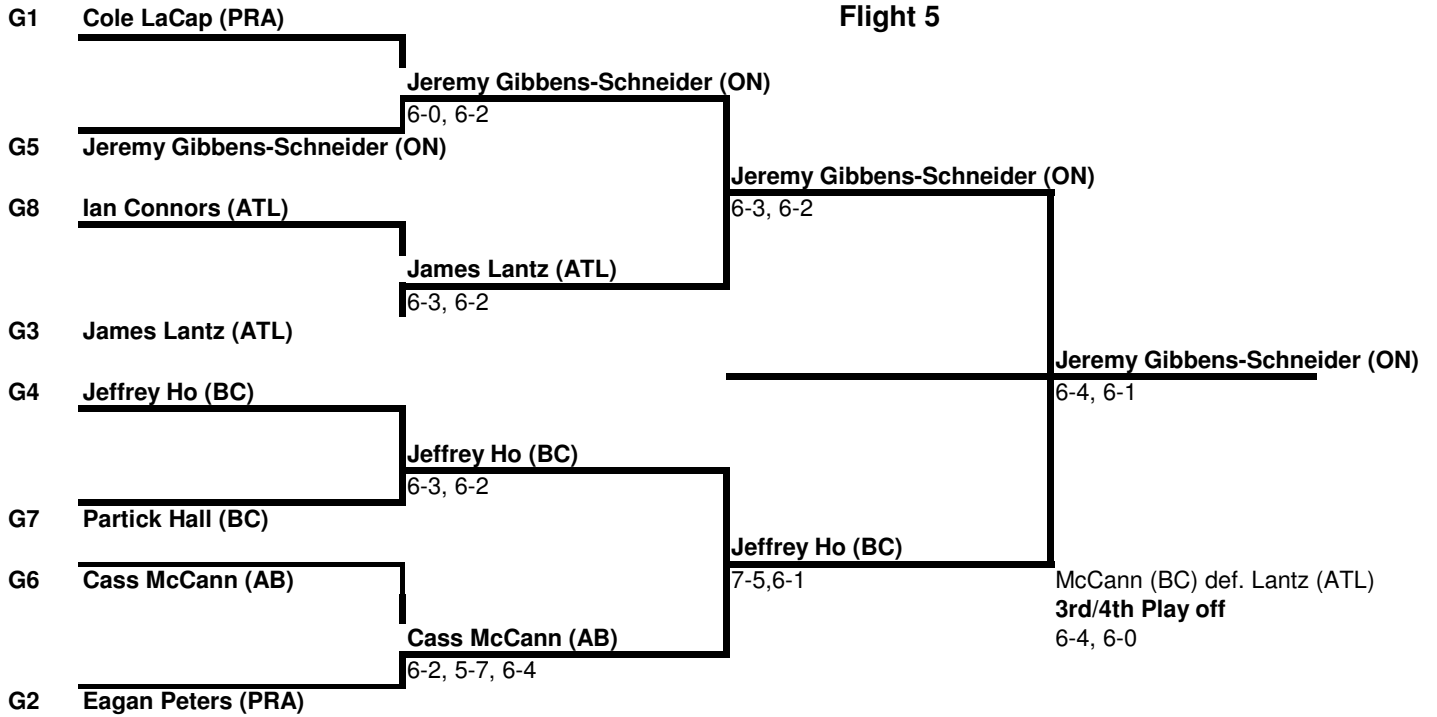 G1 Cole LaCap (PRA) Flight 5
Jeremy Gibbens-Schneider (ON)
6-0, 6-2
G5 Jeremy Gibbens-Schneider (ON)
Jeremy Gibbens-Schneider (ON)
G8 Ian Connors (ATL) 6-3, 6-2
James Lantz (ATL)
6-3, 6-2
G3 James Lantz (ATL)
Jeremy Gibbens-Schneider (ON)
G4 Jeffrey Ho (BC) 6-4, 6-1
Jeffrey Ho (BC)
6-3, 6-2
G7 Partick Hall (BC)
Jeffrey Ho (BC)
G6 Cass McCann (AB) 7-5,6-1 McCann (BC) def. Lantz (ATL)
3rd/4th Play off
Cass McCann (AB) 6-4, 6-0
6-2, 5-7, 6-4
G2 Eagan Peters (PRA)